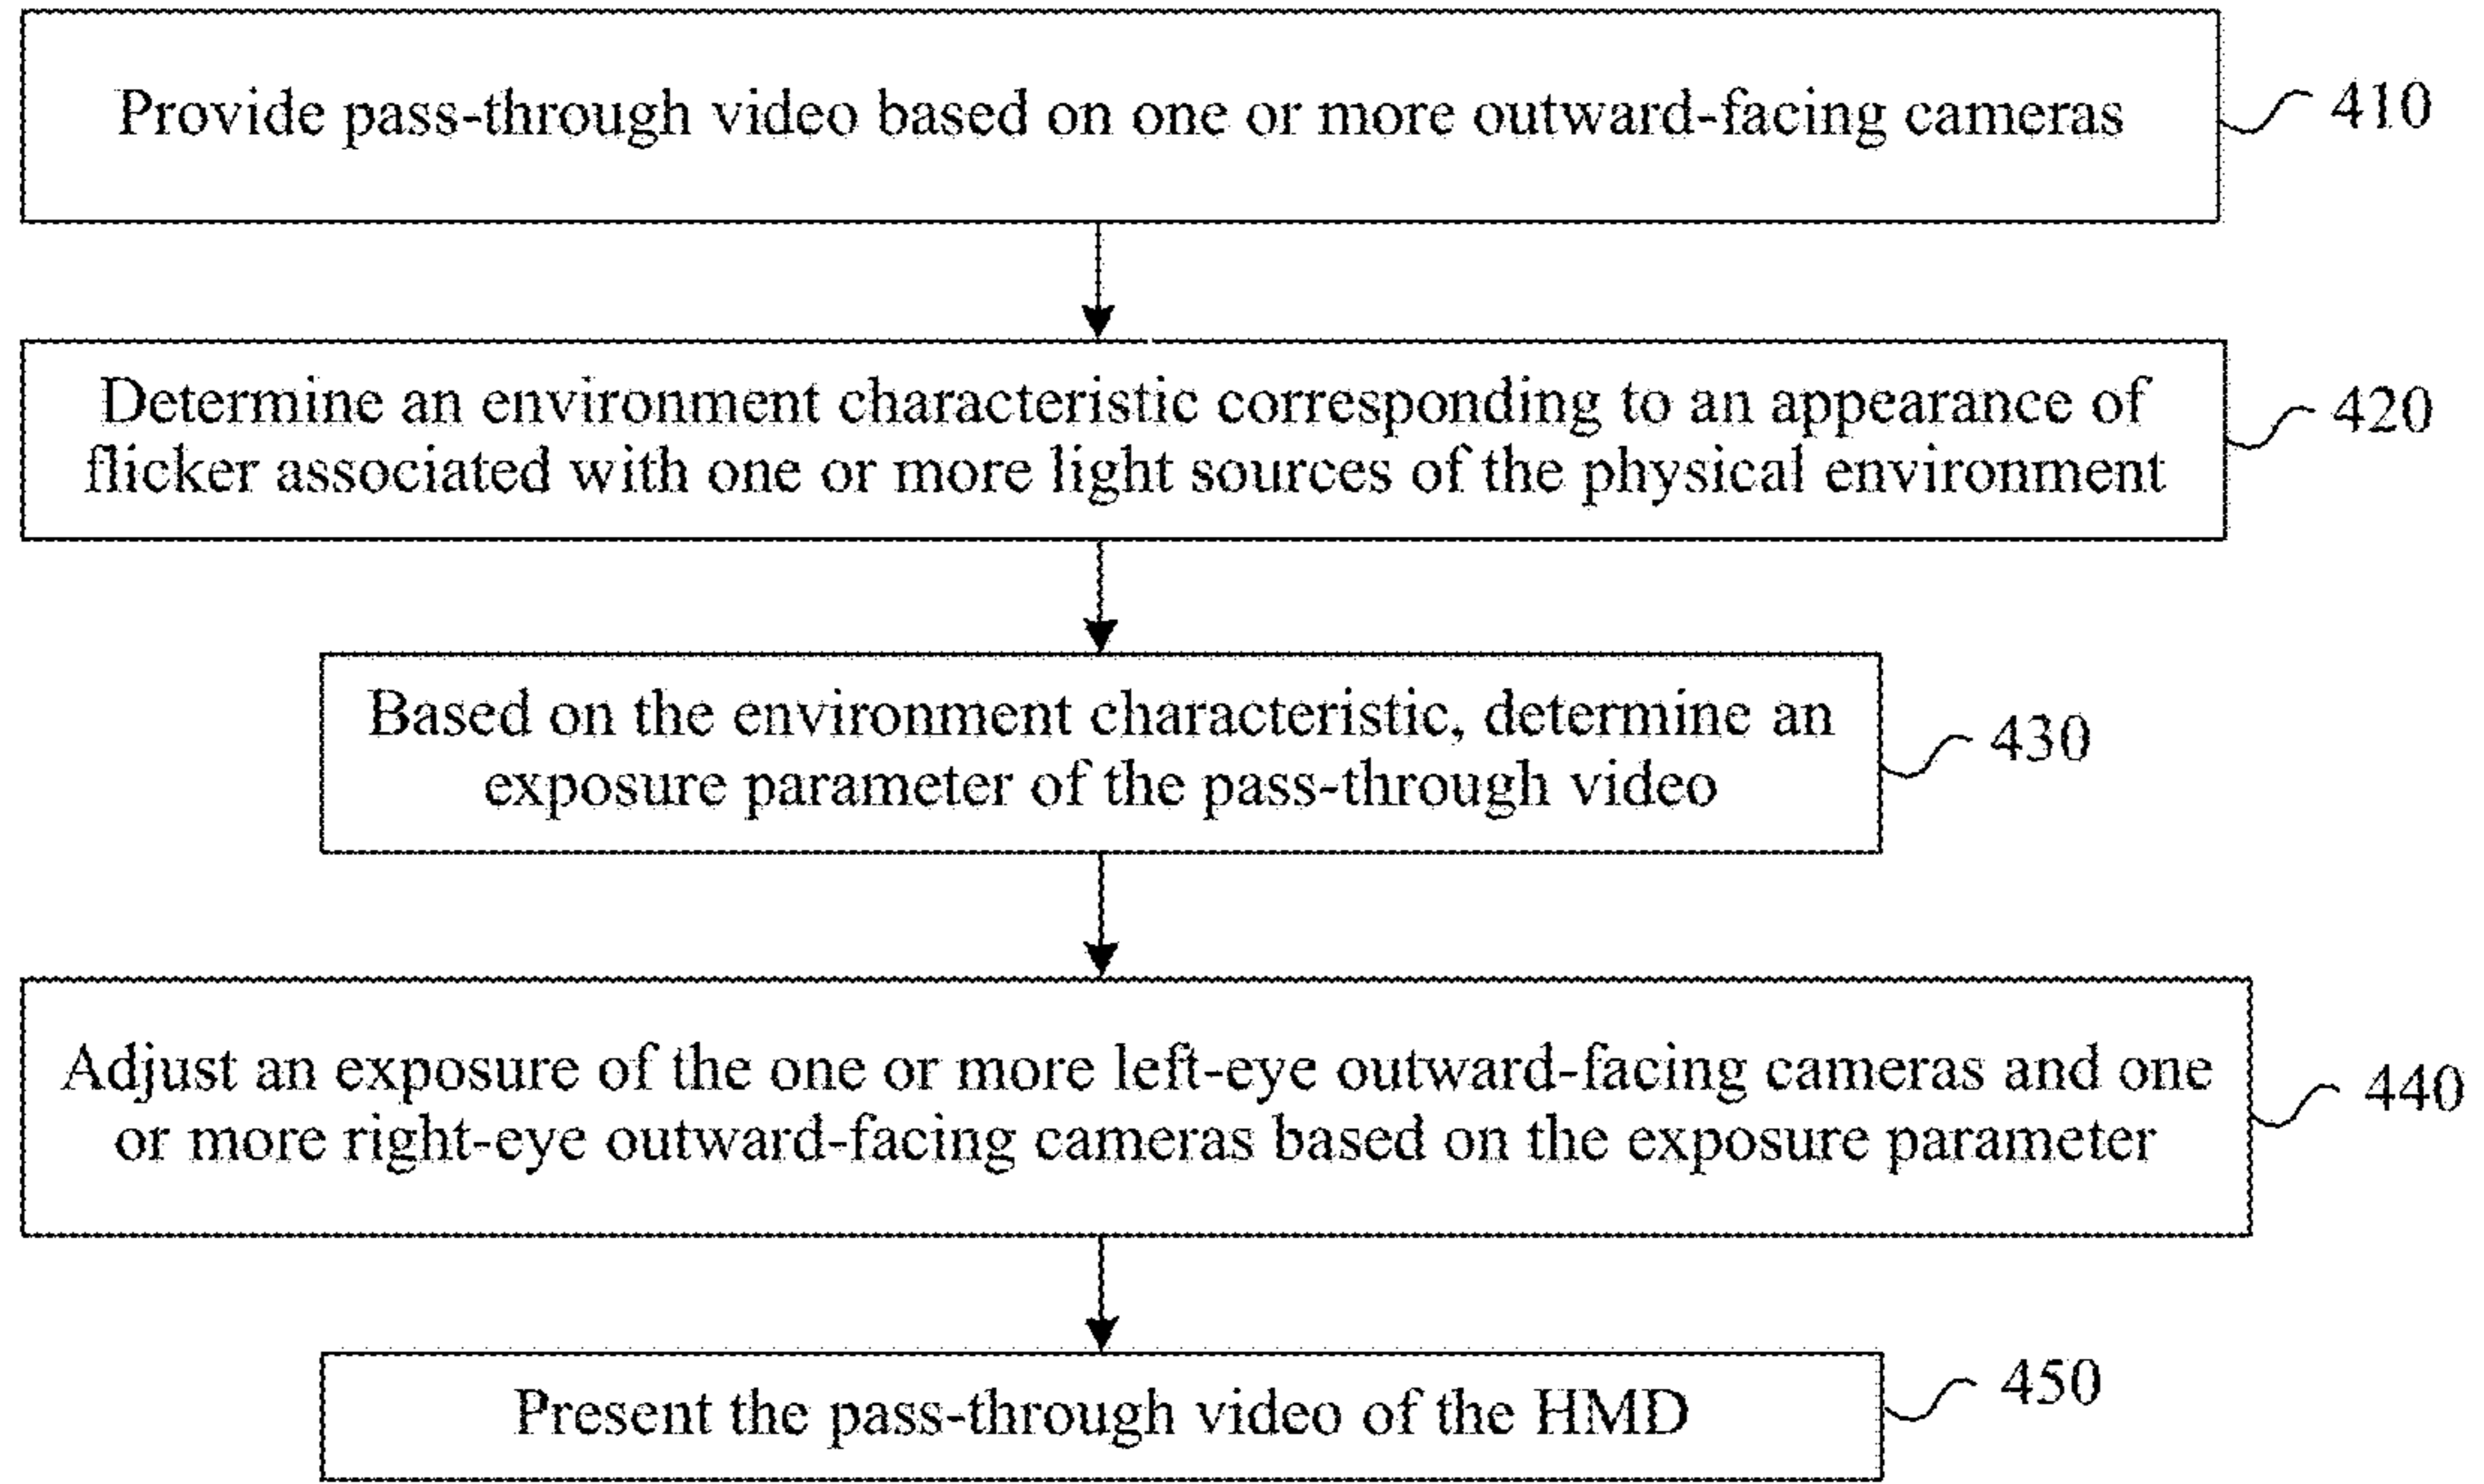 Provide pass-through video based on one or more outward-facing cameras
410
Determine an environment characteristic corresponding to an appearance of
flicker associated with one or more light sources of the physical environment
420
Based on the environment characteristic, determine an
exposure parameter of the pass-through video
430
Adjust an exposure of the one or more left-eye outward-facing cameras and one
or more right-eye outward-facing cameras based on the exposure parameter
440
Present the pass-through video of the HMD
450